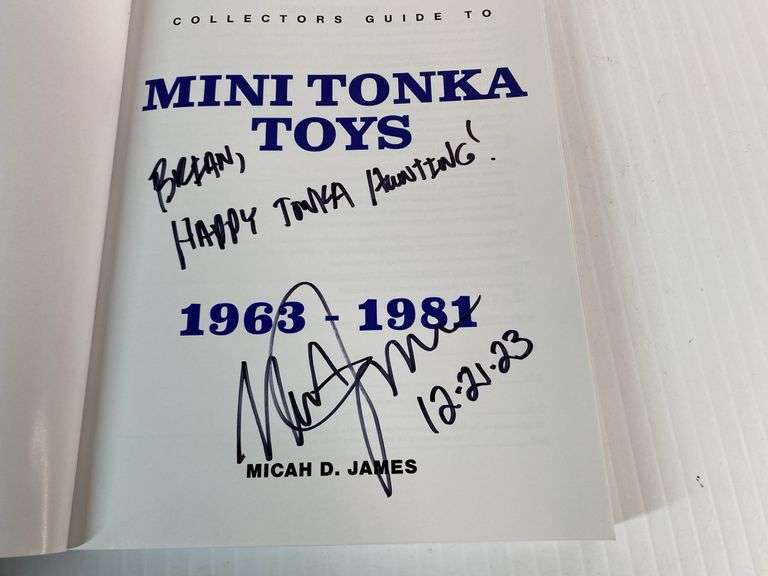 COLLECTORS GUIDE TO
MINI TONKA
TOYS
BRIAN,
HAPPY TONKA HUNTING!
1963 - 1981
12.21.23
MICAH D. JAMES